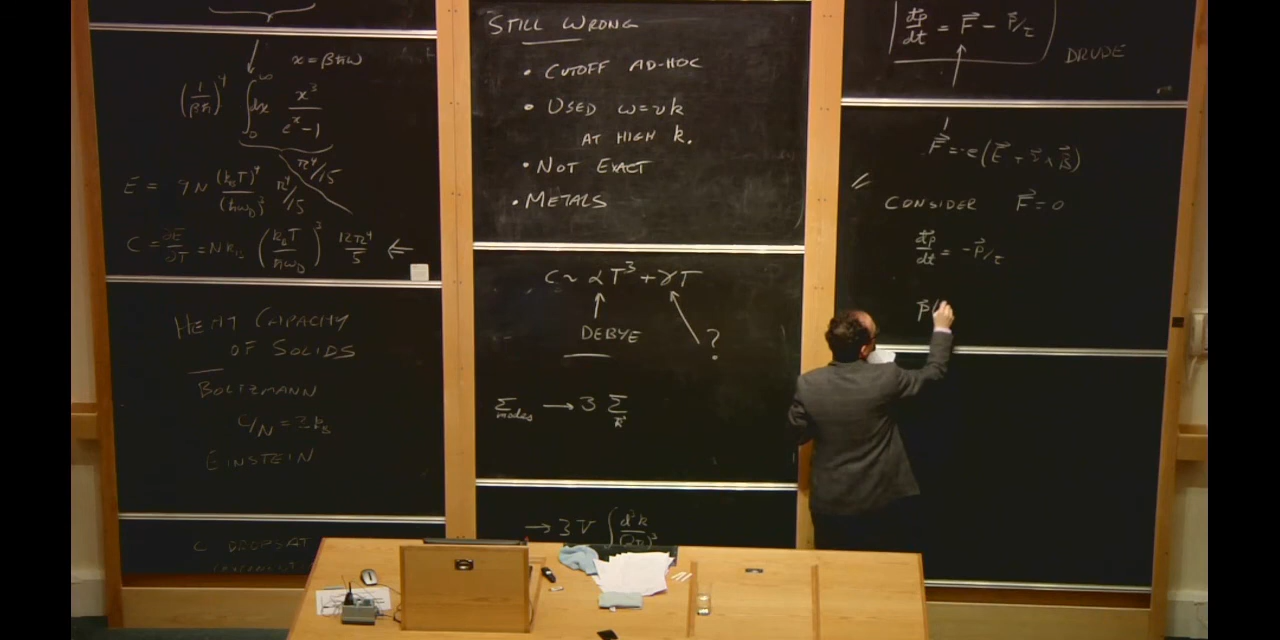 x = βħω
(1/βħ)⁴ ∫₀^∞ dx x³/(eˣ−1)
π⁴/15
E = 9N (k_BT)⁴/(ħω_D)³ π⁴/15
C = ∂E/∂T = N k_B (k_BT/ħω_D)³ 12π⁴/5 ←
HEAT CAPACITY
OF SOLIDS
BOLTZMANN
C/N = 3k_B
EINSTEIN
C DROPS AT
STILL WRONG
• CUTOFF AD-HOC
• USED ω=vk
AT HIGH k.
• NOT EXACT
• METALS
C ~ αT³ + γT
DEBYE
?
Σ_modes → 3 Σ_k⃗
→ 3V ∫ d³k/(2π)³
dp⃗/dt = F⃗ − p⃗/τ
DRUDE
F⃗ = −e(E⃗ + v⃗ × B⃗)
CONSIDER F⃗ = 0
dp⃗/dt = −p⃗/τ
p⃗(